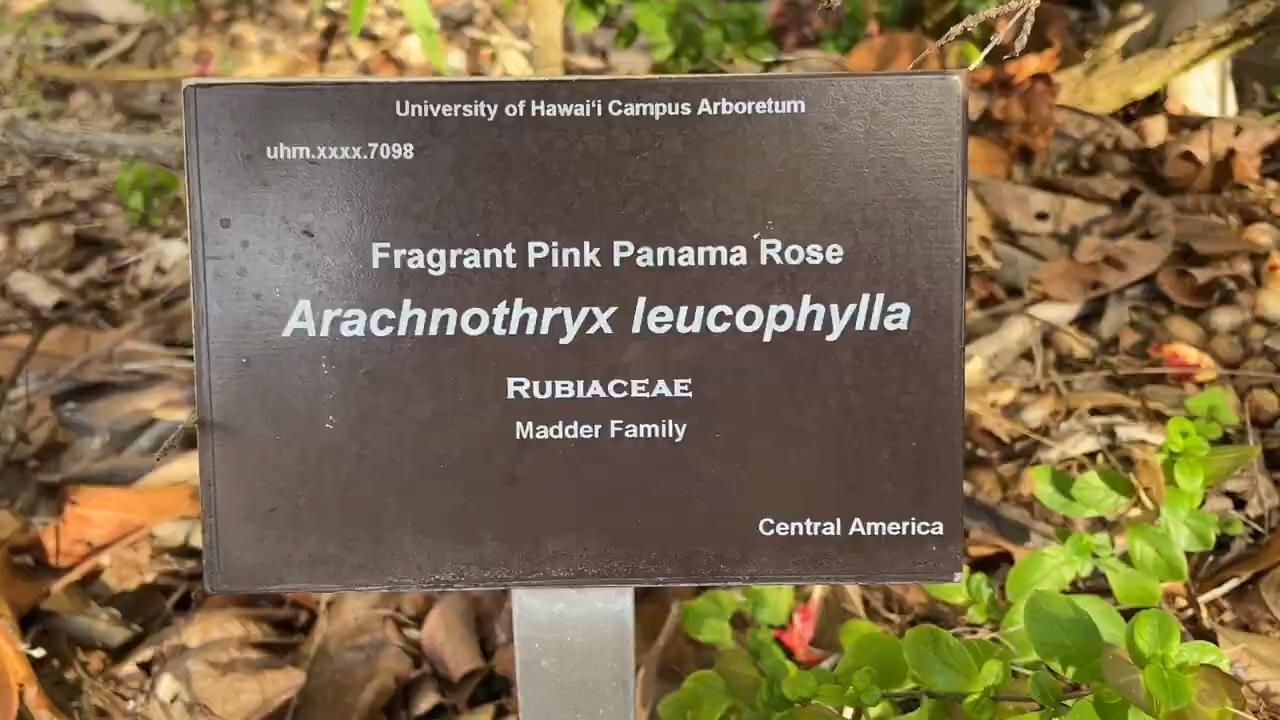 University of Hawaiʻi Campus Arboretum
uhm.xxxx.7098
Fragrant Pink Panama Rose
Arachnothryx leucophylla
RUBIACEAE
Madder Family
Central America